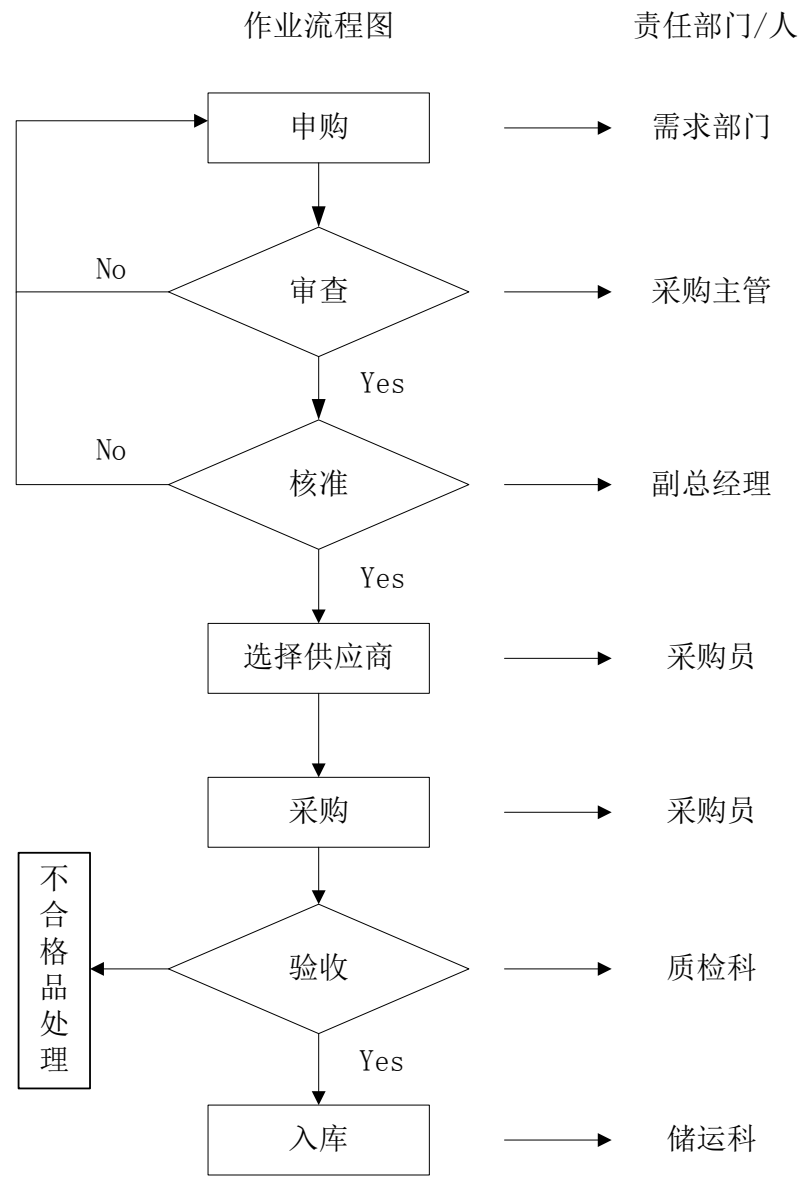 作业流程图
责任部门/人
申购
需求部门
No
审查
采购主管
Yes
No
核准
副总经理
Yes
选择供应商
采购员
采购
采购员
不合格品处理
验收
质检科
Yes
入库
储运科